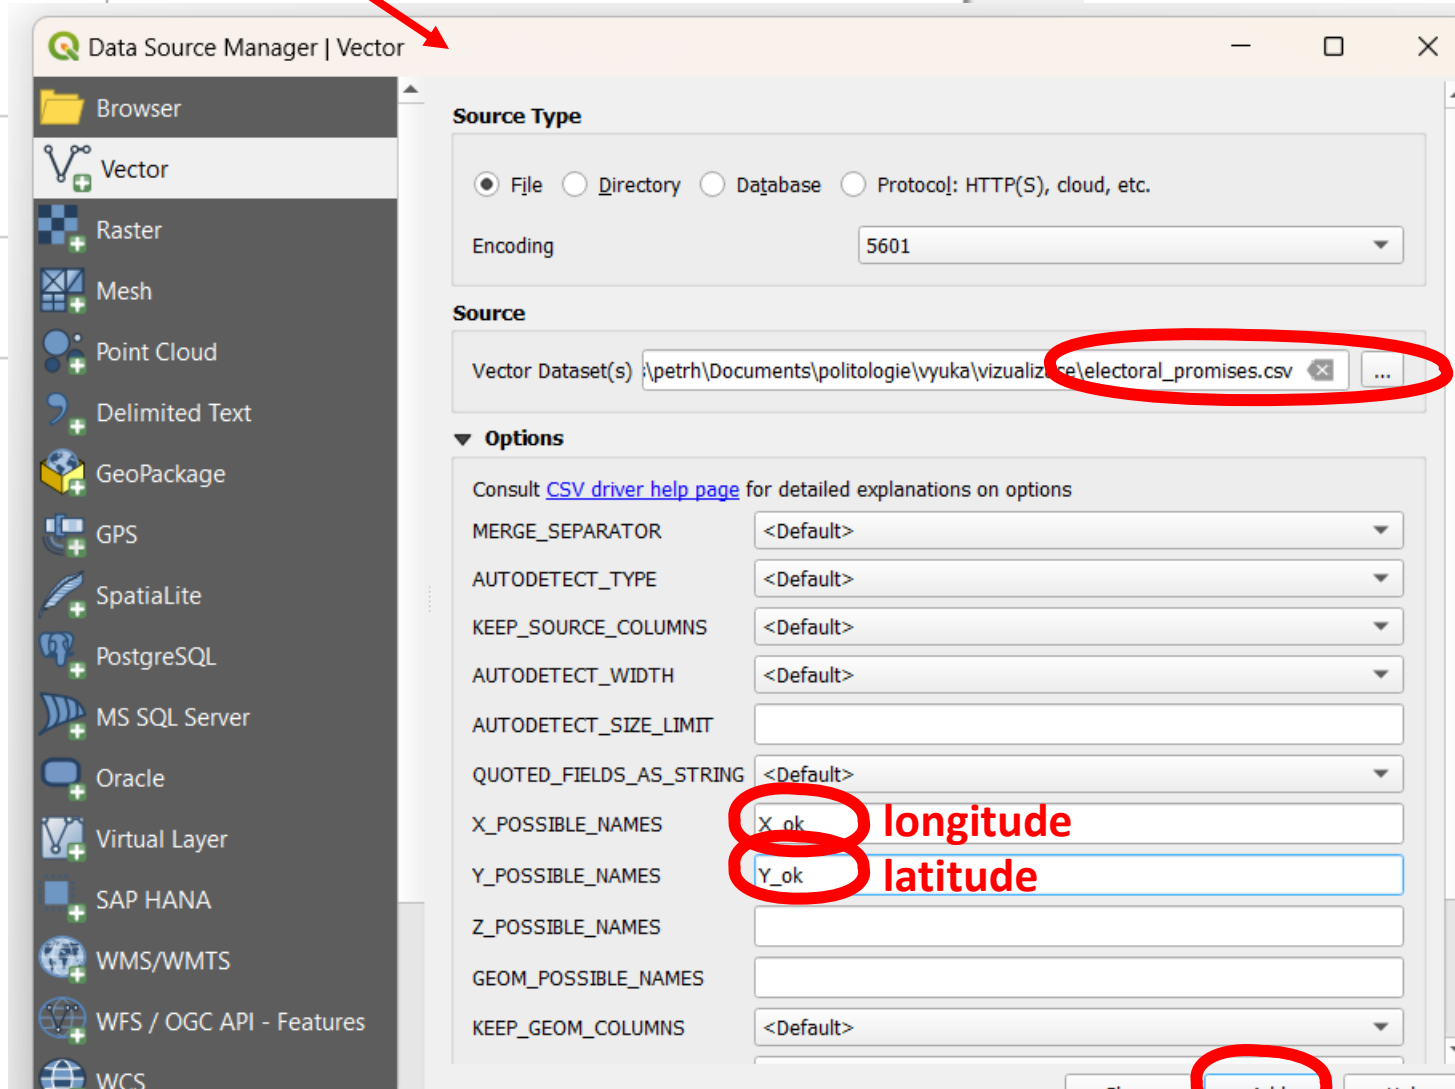 Data Source Manager | Vector
Browser
Vector
Raster
Mesh
Point Cloud
Delimited Text
GeoPackage
GPS
SpatiaLite
PostgreSQL
MS SQL Server
Oracle
Virtual Layer
SAP HANA
WMS/WMTS
WFS / OGC API - Features
WCS
Source Type
File Directory Database Protocol: HTTP(S), cloud, etc.
Encoding 5601
Source
Vector Dataset(s) :\petrh\Documents\politologie\vyuka\vizualizace\electoral_promises.csv ...
Options
Consult CSV driver help page for detailed explanations on options
MERGE_SEPARATOR <Default>
AUTODETECT_TYPE <Default>
KEEP_SOURCE_COLUMNS <Default>
AUTODETECT_WIDTH <Default>
AUTODETECT_SIZE_LIMIT
QUOTED_FIELDS_AS_STRING <Default>
X_POSSIBLE_NAMES X_ok longitude
Y_POSSIBLE_NAMES Y_ok latitude
Z_POSSIBLE_NAMES
GEOM_POSSIBLE_NAMES
KEEP_GEOM_COLUMNS <Default>